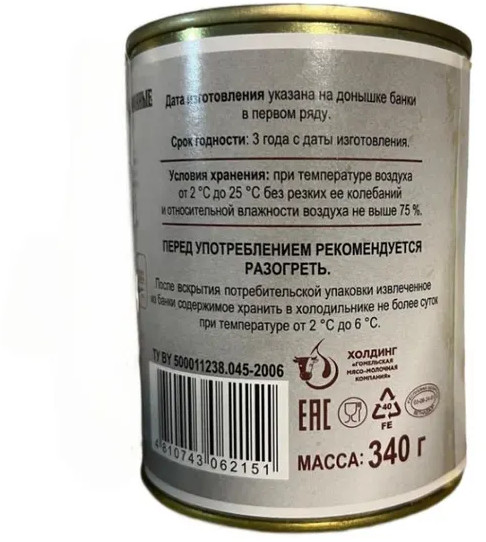 Дата изготовления указана на донышке банки
в первом ряду.
Срок годности: 3 года с даты изготовления.
Условия хранения: при температуре воздуха
от 2 °С до 25 °С без резких ее колебаний
и относительной влажности воздуха не выше 75 %.
ПЕРЕД УПОТРЕБЛЕНИЕМ РЕКОМЕНДУЕТСЯ
РАЗОГРЕТЬ.
После вскрытия потребительской упаковки извлеченное
из банки содержимое хранить в холодильнике не более суток
при температуре от 2 °С до 6 °С.
ТУ BY 500011238.045-2006
ХОЛДИНГ
«ГОМЕЛЬСКАЯ
МЯСО-МОЛОЧНАЯ
КОМПАНИЯ»
ЕАС
40
FE
4 810743 062151
МАССА: 340 г